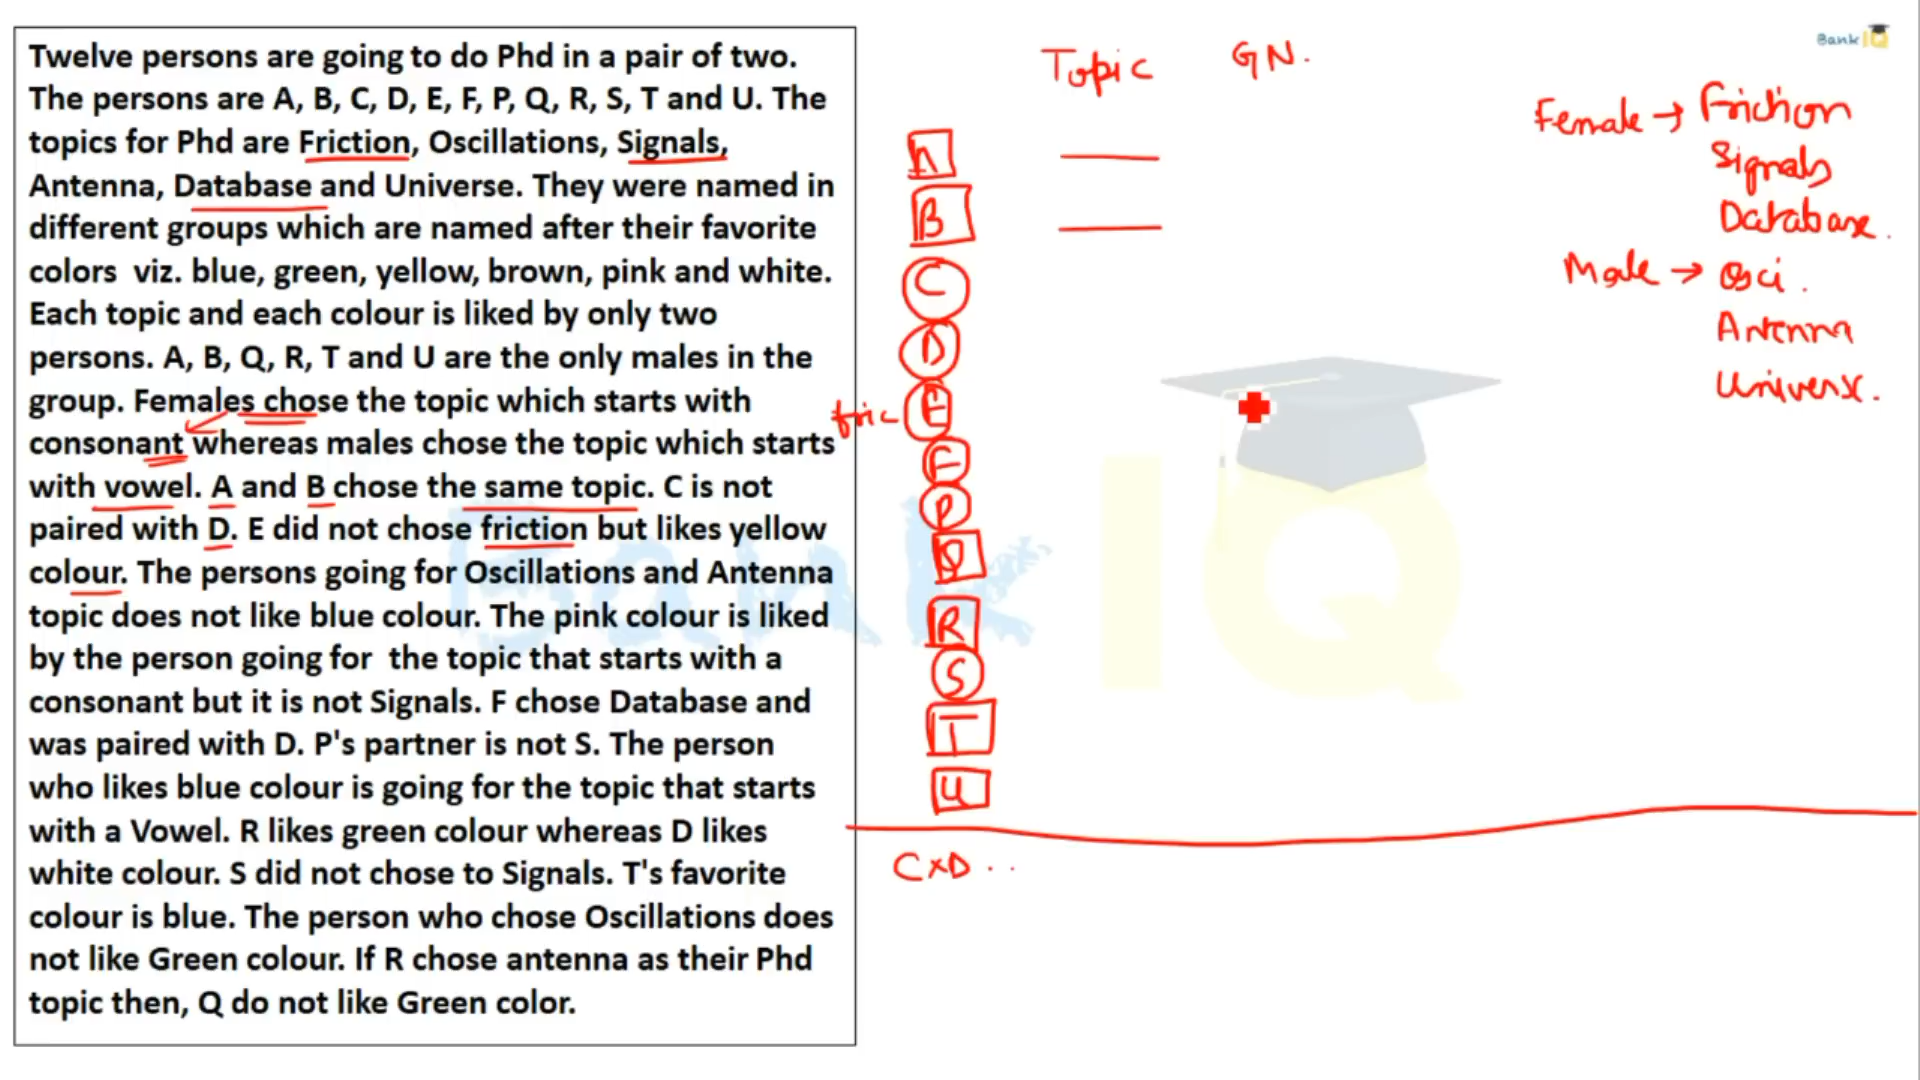 Twelve persons are going to do Phd in a pair of two.
The persons are A, B, C, D, E, F, P, Q, R, S, T and U. The
topics for Phd are Friction, Oscillations, Signals,
Antenna, Database and Universe. They were named in
different groups which are named after their favorite
colors viz. blue, green, yellow, brown, pink and white.
Each topic and each colour is liked by only two
persons. A, B, Q, R, T and U are the only males in the
group. Females chose the topic which starts with
consonant whereas males chose the topic which starts
with vowel. A and B chose the same topic. C is not
paired with D. E did not chose friction but likes yellow
colour. The persons going for Oscillations and Antenna
topic does not like blue colour. The pink colour is liked
by the person going for the topic that starts with a
consonant but it is not Signals. F chose Database and
was paired with D. P's partner is not S. The person
who likes blue colour is going for the topic that starts
with a Vowel. R likes green colour whereas D likes
white colour. S did not chose to Signals. T's favorite
colour is blue. The person who chose Oscillations does
not like Green colour. If R chose antenna as their Phd
topic then, Q do not like Green color.
Topic GN.
A
B
C
D
fric E
F
P
Q
R
S
T
U
C×D ..
Female → Friction
Signals
Database.
Male → Osci.
Antenna
Universe.
Bank IQ
Bank IQ